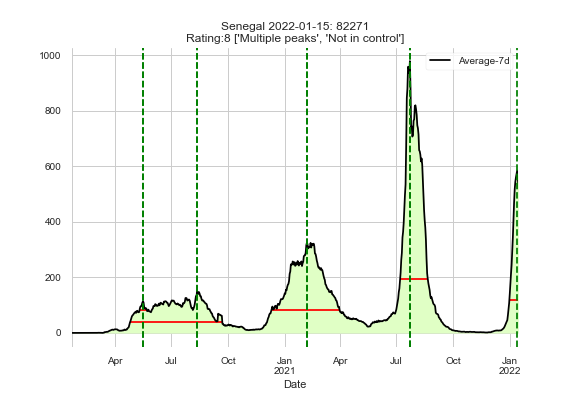 Senegal 2022-01-15: 82271
Rating:8 ['Multiple peaks', 'Not in control']
Average-7d
1000
800
600
400
200
0
Apr Jul Oct Jan Apr Jul Oct Jan
2021 2022
Date